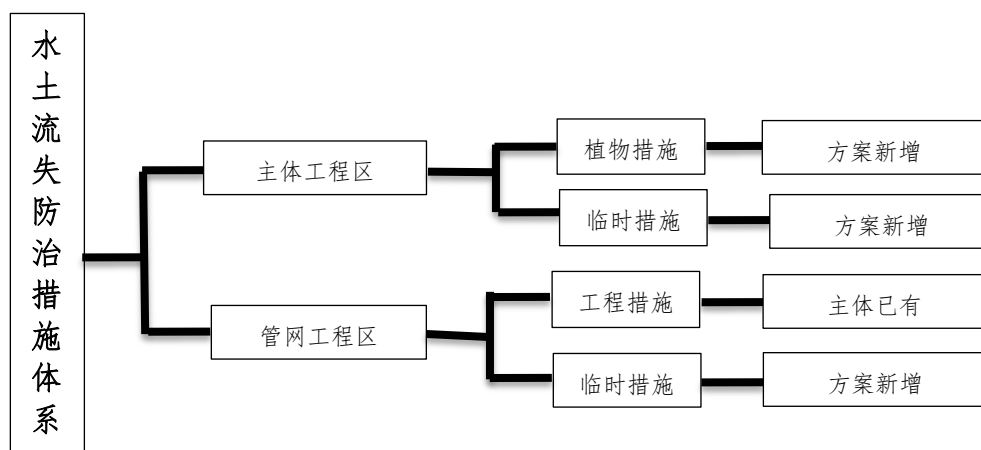 水土流失防治措施体系
主体工程区
植物措施
方案新增
临时措施
方案新增
管网工程区
工程措施
主体已有
临时措施
方案新增